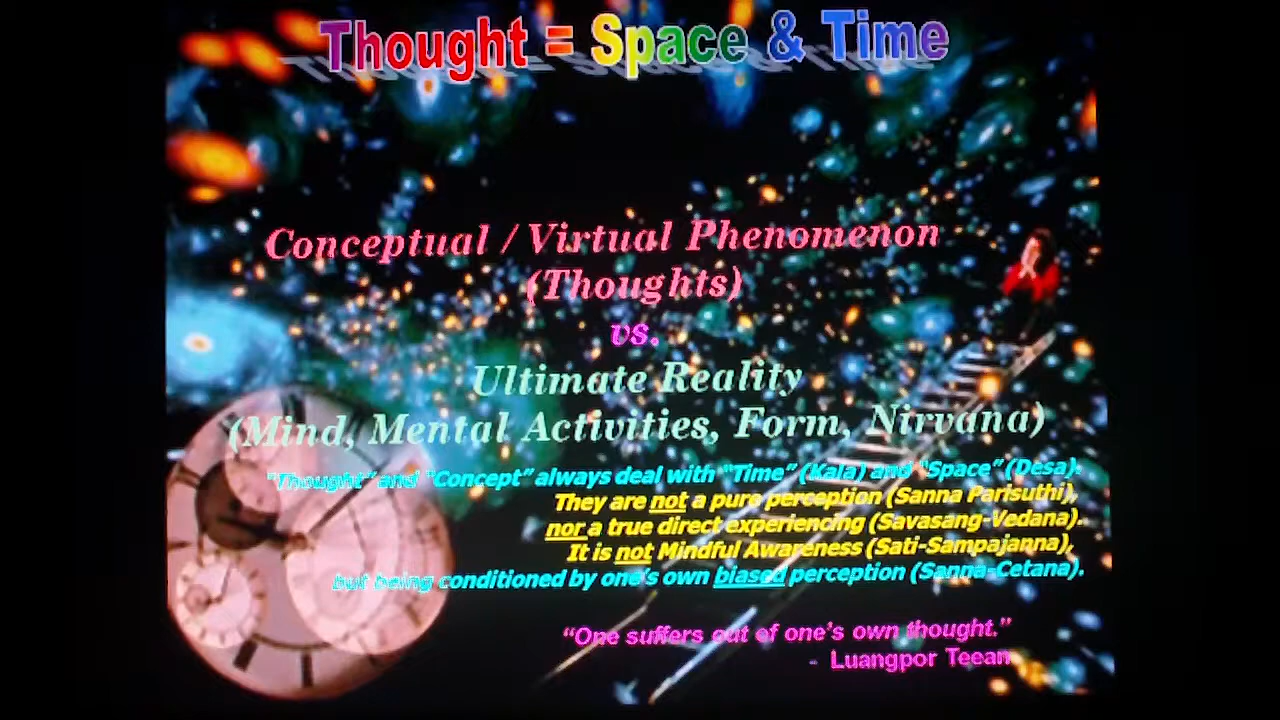 Thought = Space & Time
Conceptual / Virtual Phenomenon
(Thoughts)
vs.
Ultimate Reality
(Mind, Mental Activities, Form, Nirvana)
"Thought" and "Concept" always deal with "Time" (Kala) and "Space" (Desa).
They are not a pure perception (Sanna Parisuthi),
nor a true direct experiencing (Savasang-Vedana).
It is not Mindful Awareness (Sati-Sampajanna),
but being conditioned by one's own biased perception (Sanna-Cetana).
"One suffers out of one's own thought."
- Luangpor Teean